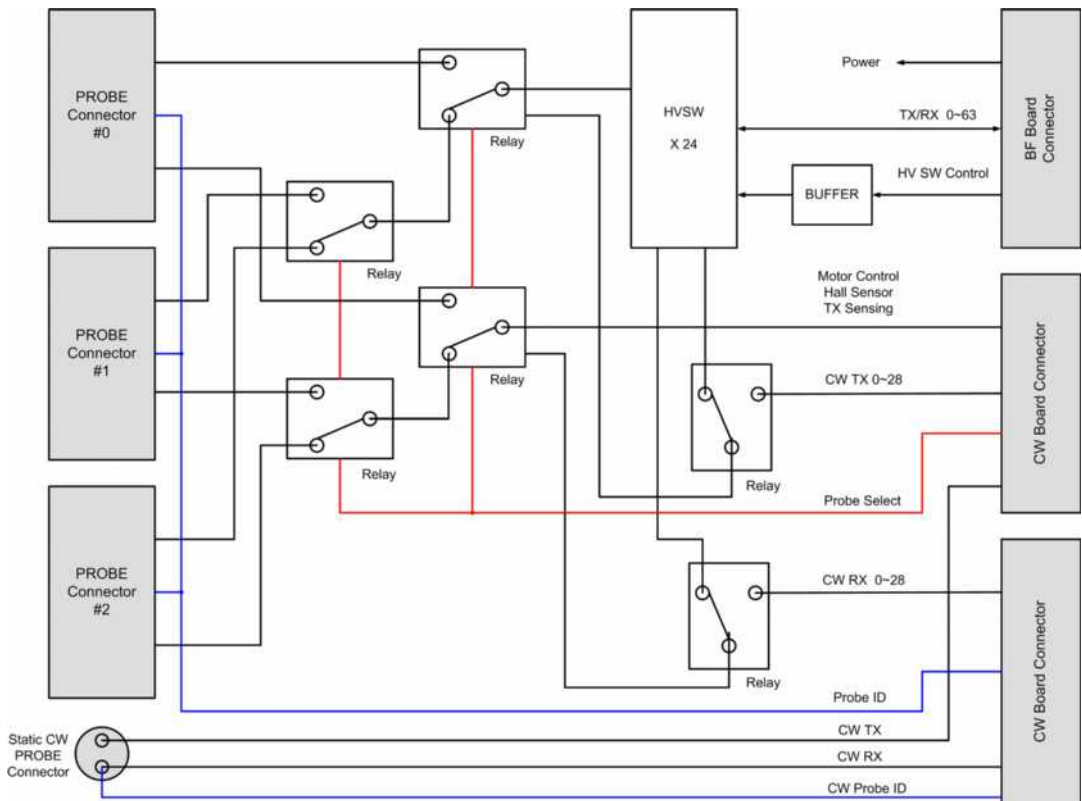 PROBE
Connector
#0
PROBE
Connector
#1
PROBE
Connector
#2
Static CW
PROBE
Connector
Relay
Relay
Relay
Relay
HVSW
X 24
Power
TX/RX 0~63
HV SW Control
BUFFER
BF Board
Connector
Motor Control
Hall Sensor
TX Sensing
CW TX 0~28
Relay
Probe Select
CW Board Connector
CW RX 0~28
Relay
Probe ID
CW TX
CW RX
CW Probe ID
CW Board Connector